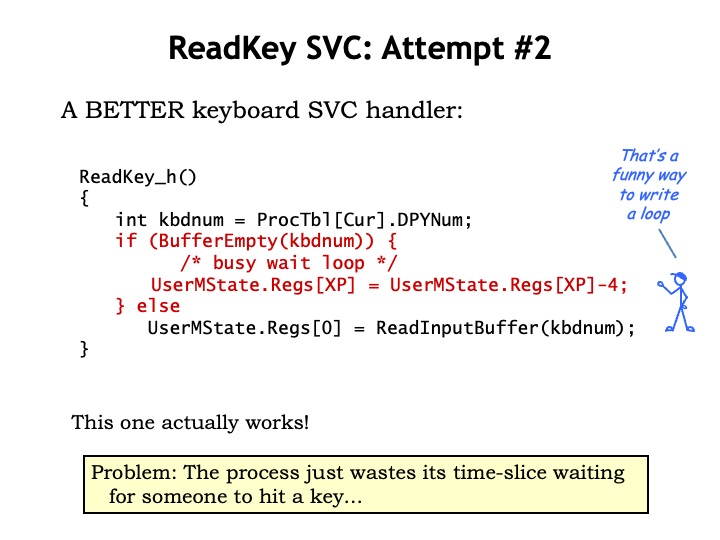 ReadKey SVC: Attempt #2
A BETTER keyboard SVC handler:
That's a
funny way
to write
a loop
ReadKey_h()
{
int kbdnum = ProcTbl[Cur].DPYNum;
if (BufferEmpty(kbdnum)) {
/* busy wait loop */
UserMState.Regs[XP] = UserMState.Regs[XP]-4;
} else
UserMState.Regs[0] = ReadInputBuffer(kbdnum);
}
This one actually works!
Problem: The process just wastes its time-slice waiting
for someone to hit a key...